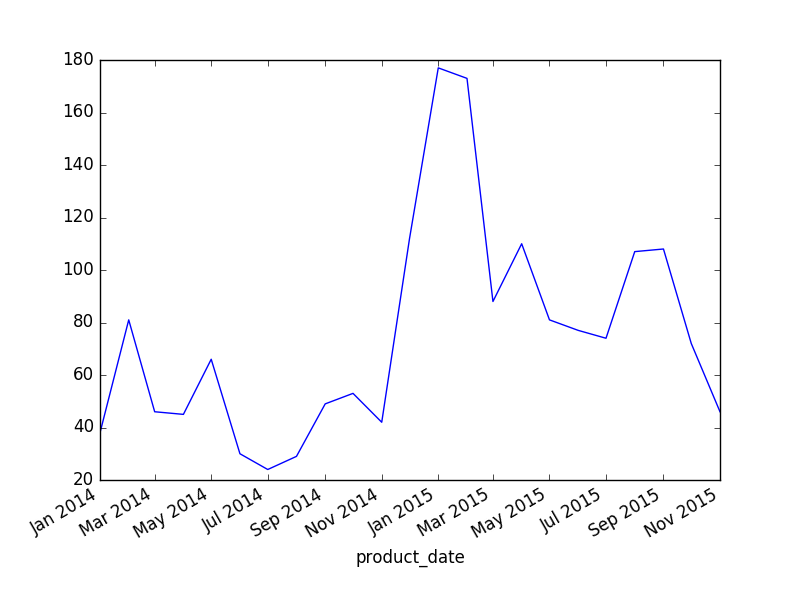 180
160
140
120
100
80
60
40
20
Jan 2014
Mar 2014
May 2014
Jul 2014
Sep 2014
Nov 2014
Jan 2015
Mar 2015
May 2015
Jul 2015
Sep 2015
Nov 2015
product_date